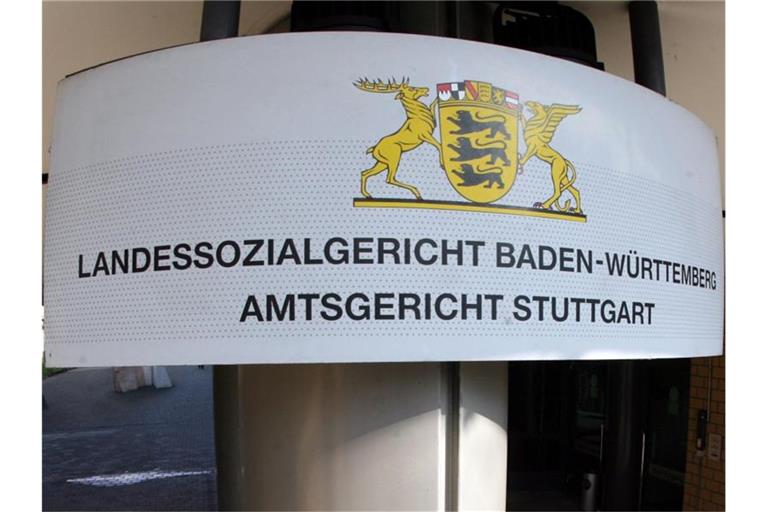 LANDESSOZIALGERICHT BADEN-WÜRTTEMBERG
AMTSGERICHT STUTTGART